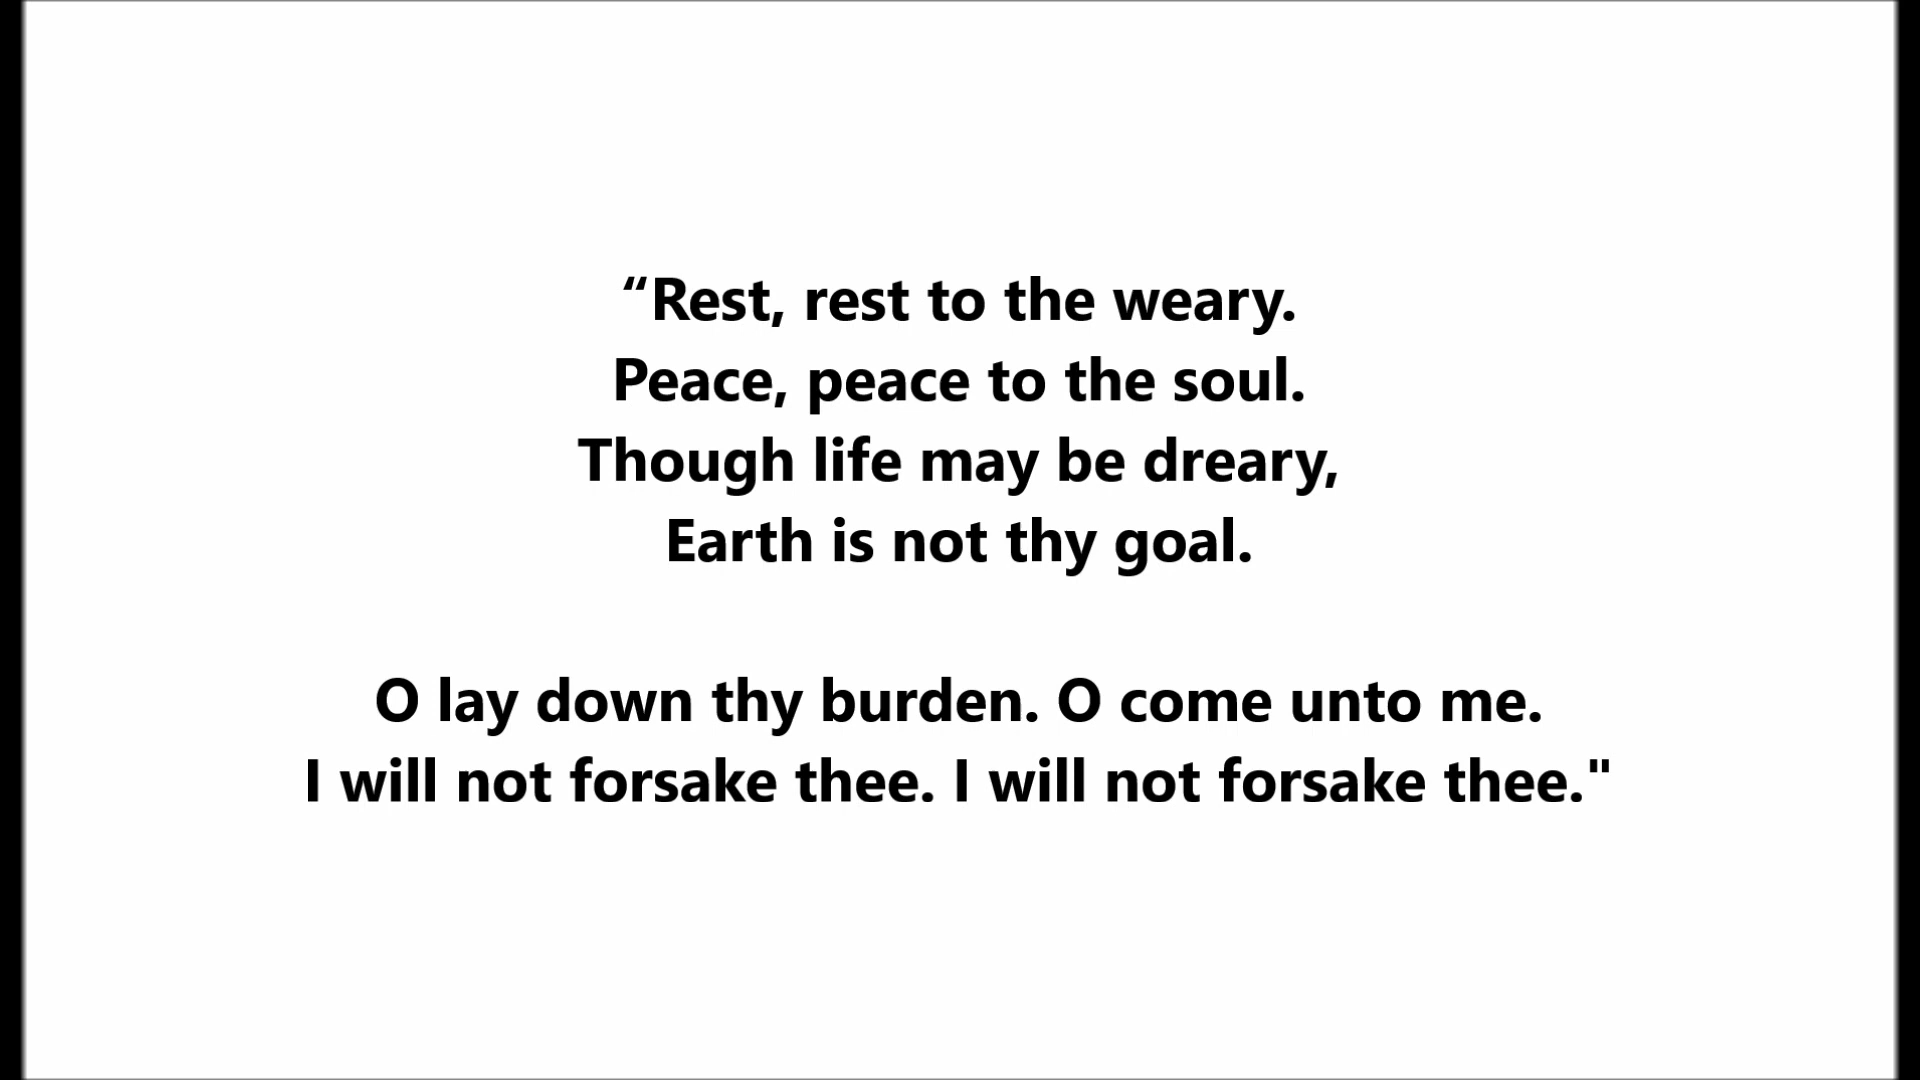 “Rest, rest to the weary.
Peace, peace to the soul.
Though life may be dreary,
Earth is not thy goal.
O lay down thy burden. O come unto me.
I will not forsake thee. I will not forsake thee."